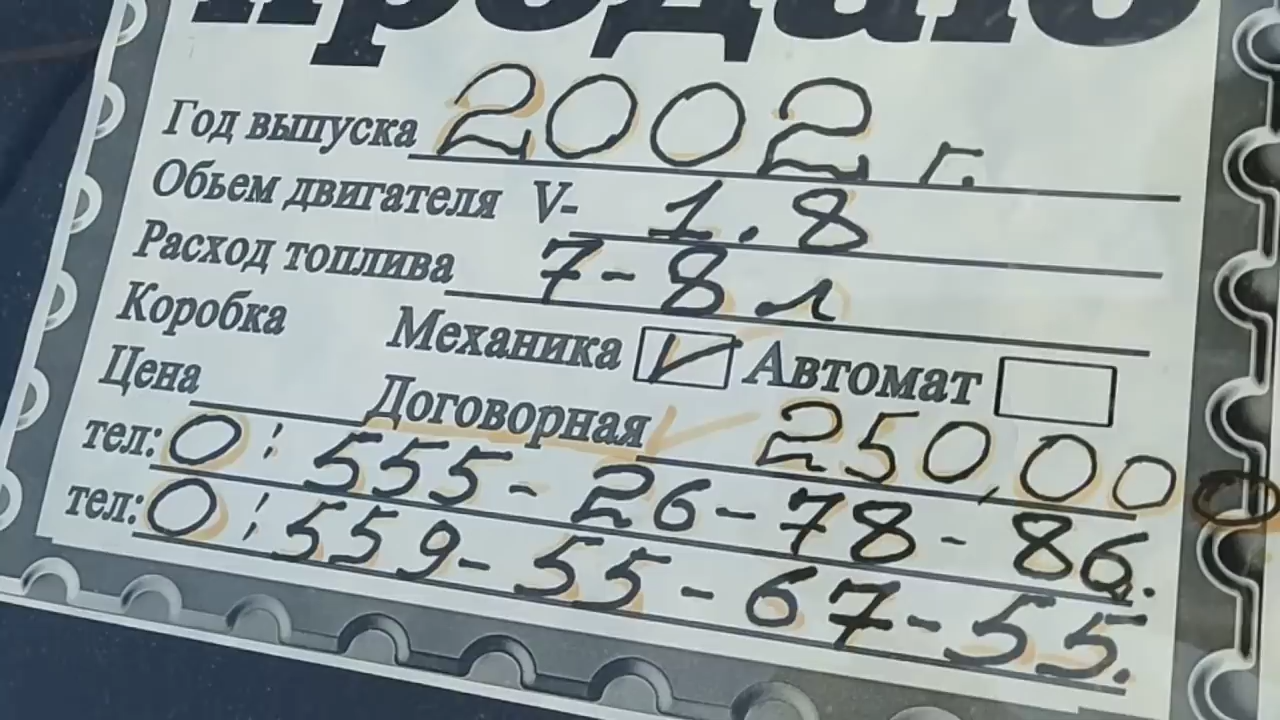 Продаю
Год выпуска 2002 г.
Обьем двигателя V- 1.8
Расход топлива 7-8 л
Коробка Механика Автомат
Цена Договорная 250,000
тел: 0: 555-26-78-86.
тел: 0: 559-55-67-55.